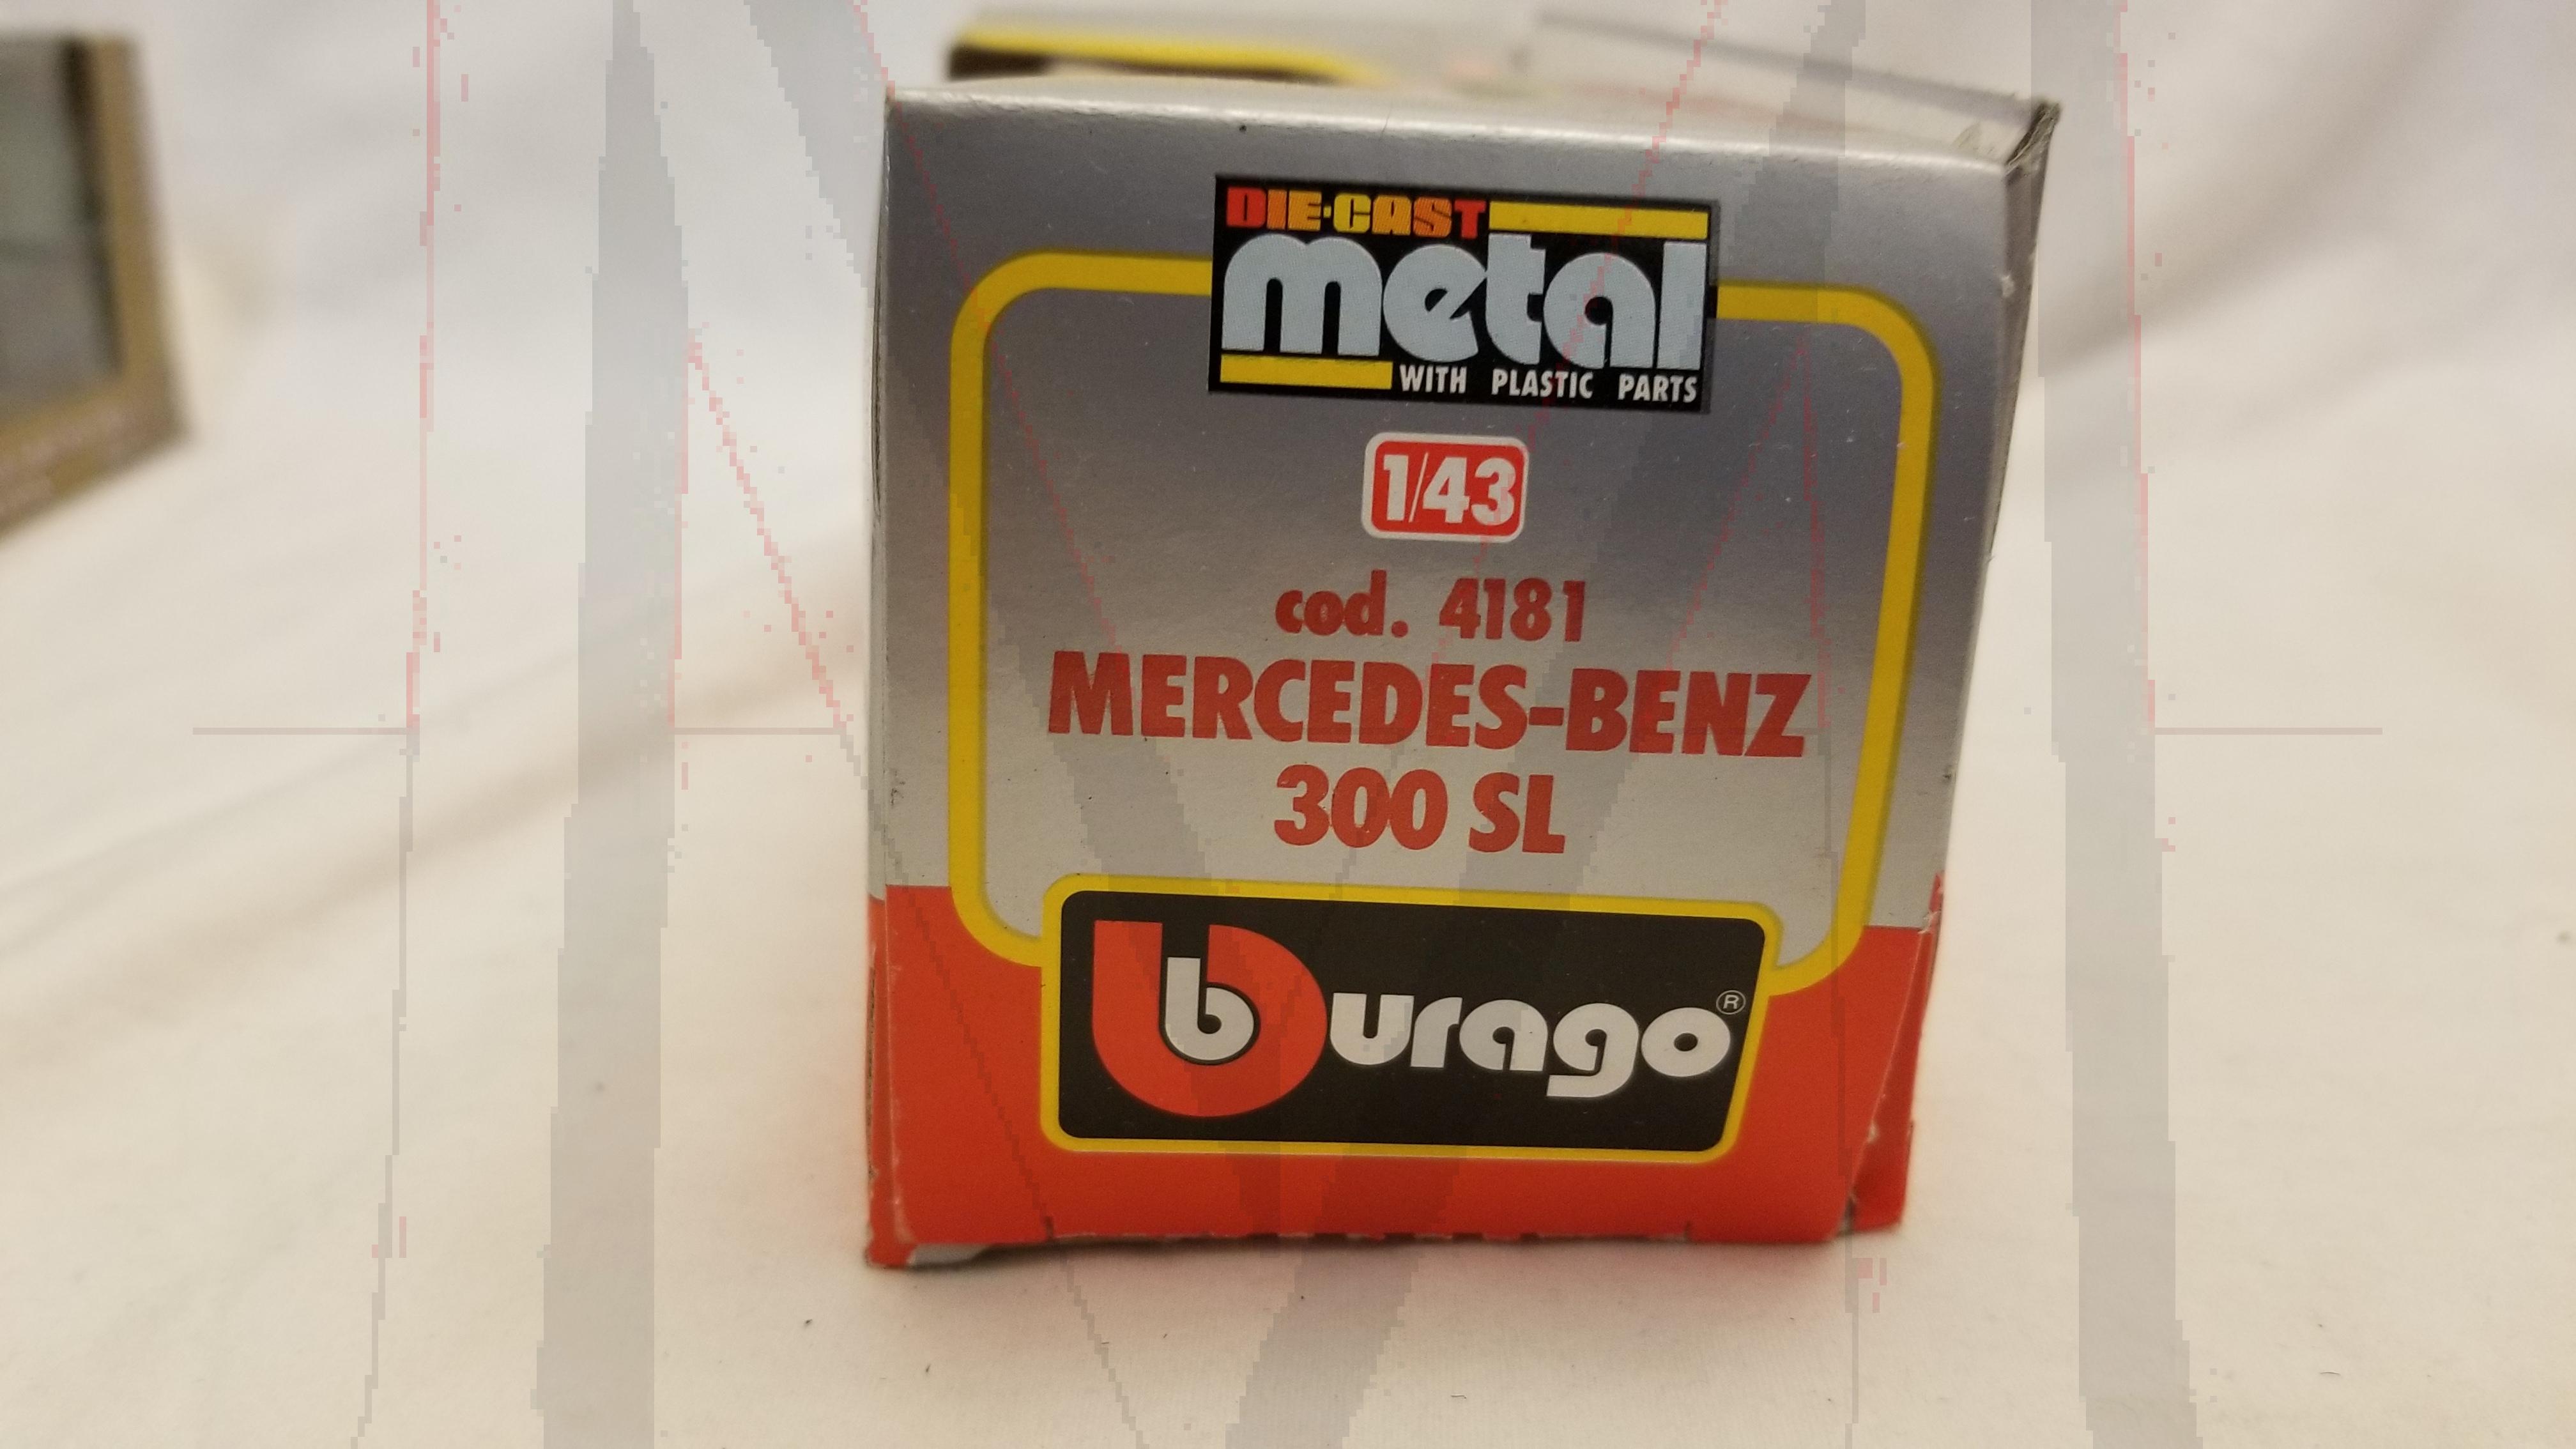 DIE·CAST
metal
WITH PLASTIC PARTS
1/43
cod. 4181
MERCEDES-BENZ
300 SL
burago®